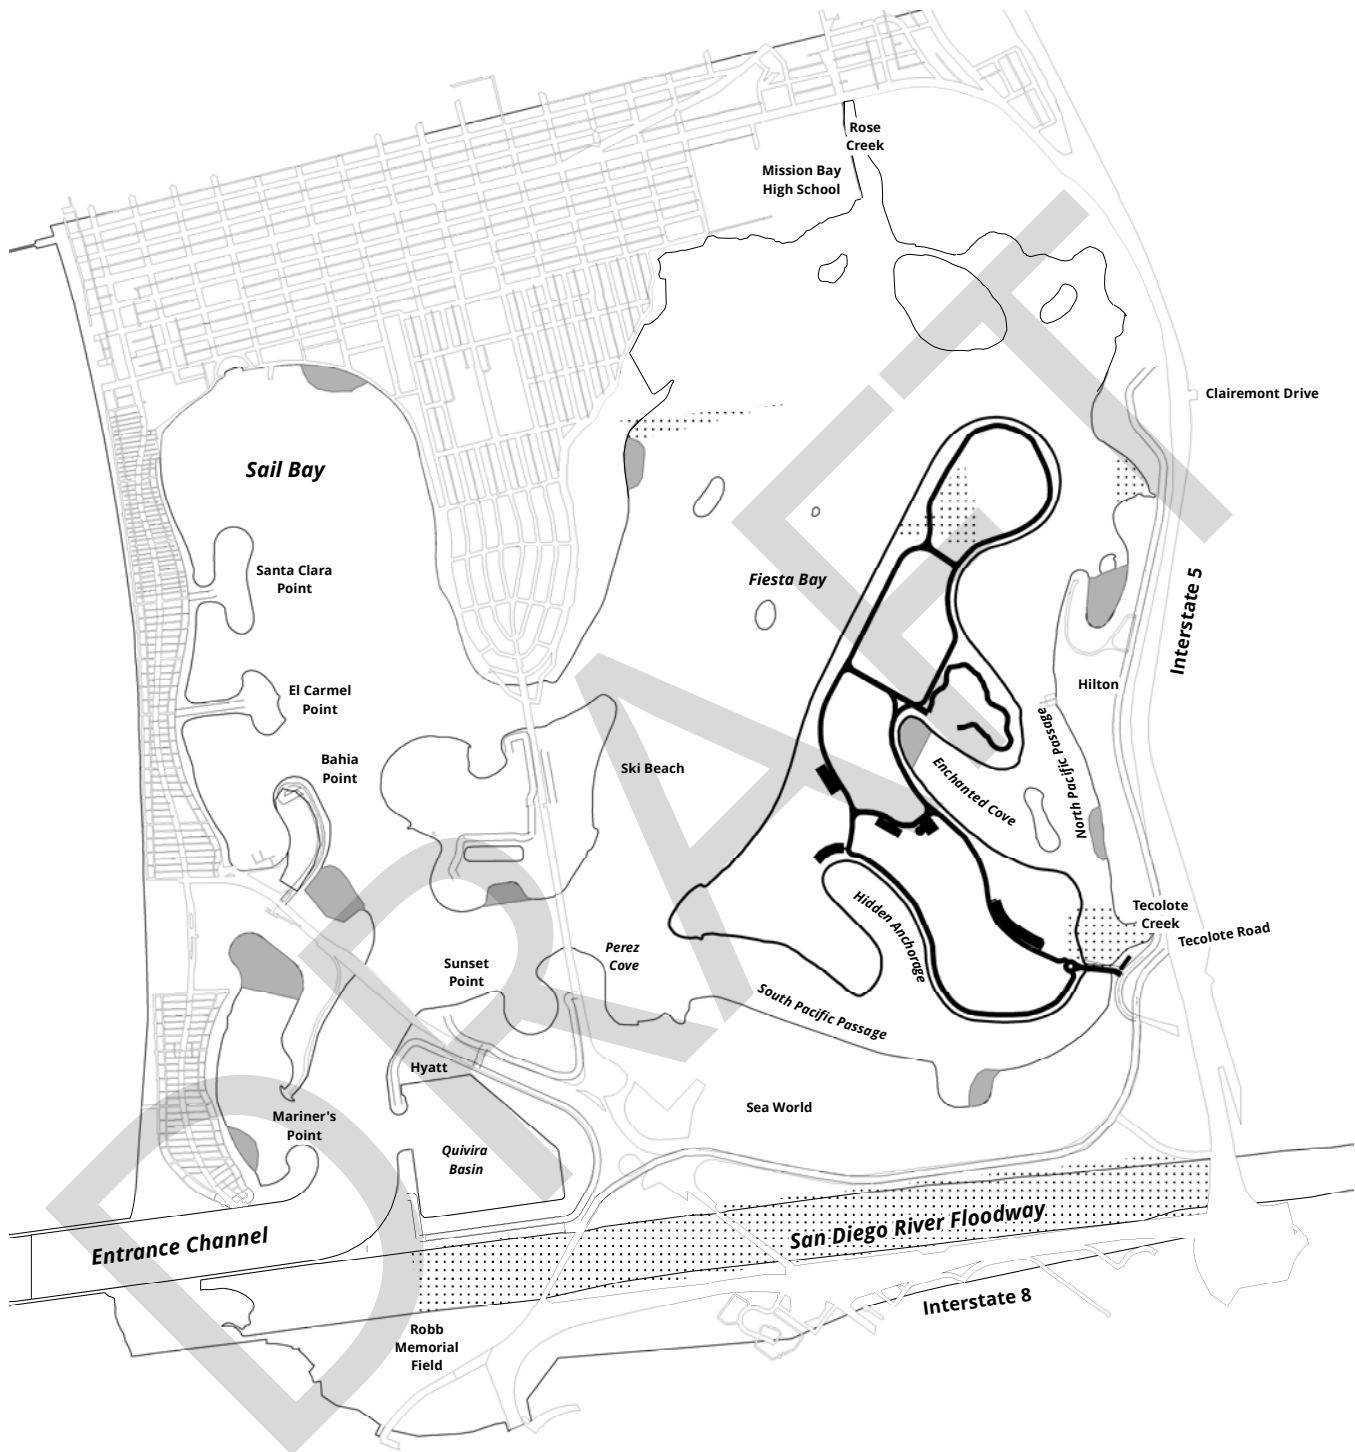 Rose
Creek
Mission Bay
High School
Clairemont Drive
Sail Bay
Santa Clara
Point
Fiesta Bay
Interstate 5
El Carmel
Point
Hilton
North Pacific Passage
Bahia
Point
Ski Beach
Enchanted Cove
Hidden Anchorage
Tecolote
Creek
Tecolote Road
Perez
Cove
Sunset
Point
South Pacific Passage
Hyatt
Sea World
Mariner's
Point
Quivira
Basin
San Diego River Floodway
Entrance Channel
Interstate 8
Robb
Memorial
Field
DRAFT